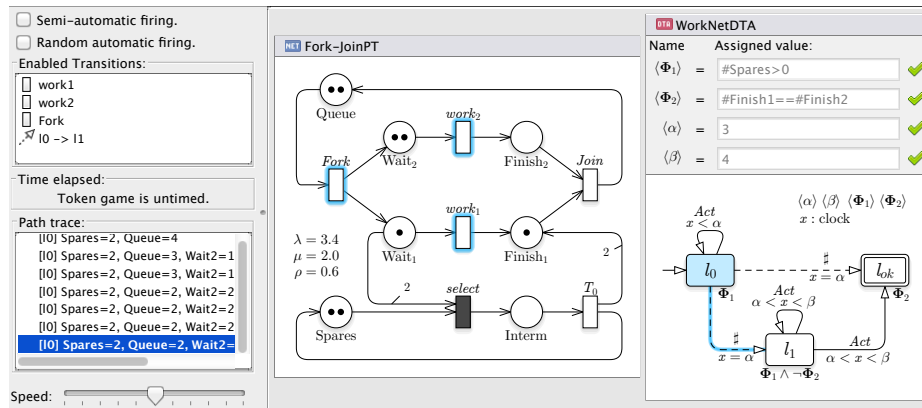 Semi-automatic firing.
Random automatic firing.
Enabled Transitions:
work1
work2
Fork
l0 -> l1
Time elapsed:
Token game is untimed.
Path trace:
[l0] Spares=2, Queue=4
[l0] Spares=2, Queue=3, Wait2=1
[l0] Spares=2, Queue=3, Wait2=1
[l0] Spares=2, Queue=2, Wait2=2
[l0] Spares=2, Queue=2, Wait2=2
[l0] Spares=2, Queue=2, Wait2=2
[l0] Spares=2, Queue=2, Wait2=
Speed:
NET Fork-JoinPT
Queue
work₂
Fork
Wait₂
Finish₂
Join
work₁
λ = 3.4
μ = 2.0
ρ = 0.6
Wait₁
Finish₁
2
2
select
T₀
Spares
Interm
DTA WorkNetDTA
Name Assigned value:
⟨Φ₁⟩ = #Spares>0
⟨Φ₂⟩ = #Finish1==#Finish2
⟨α⟩ = 3
⟨β⟩ = 4
⟨α⟩ ⟨β⟩ ⟨Φ₁⟩ ⟨Φ₂⟩
x : clock
Act
x < α
l₀
Φ₁
♯
x = α
l_ok
Φ₂
Act
α < x < β
♯
x = α
l₁
Φ₁ ∧ ¬Φ₂
Act
α < x < β